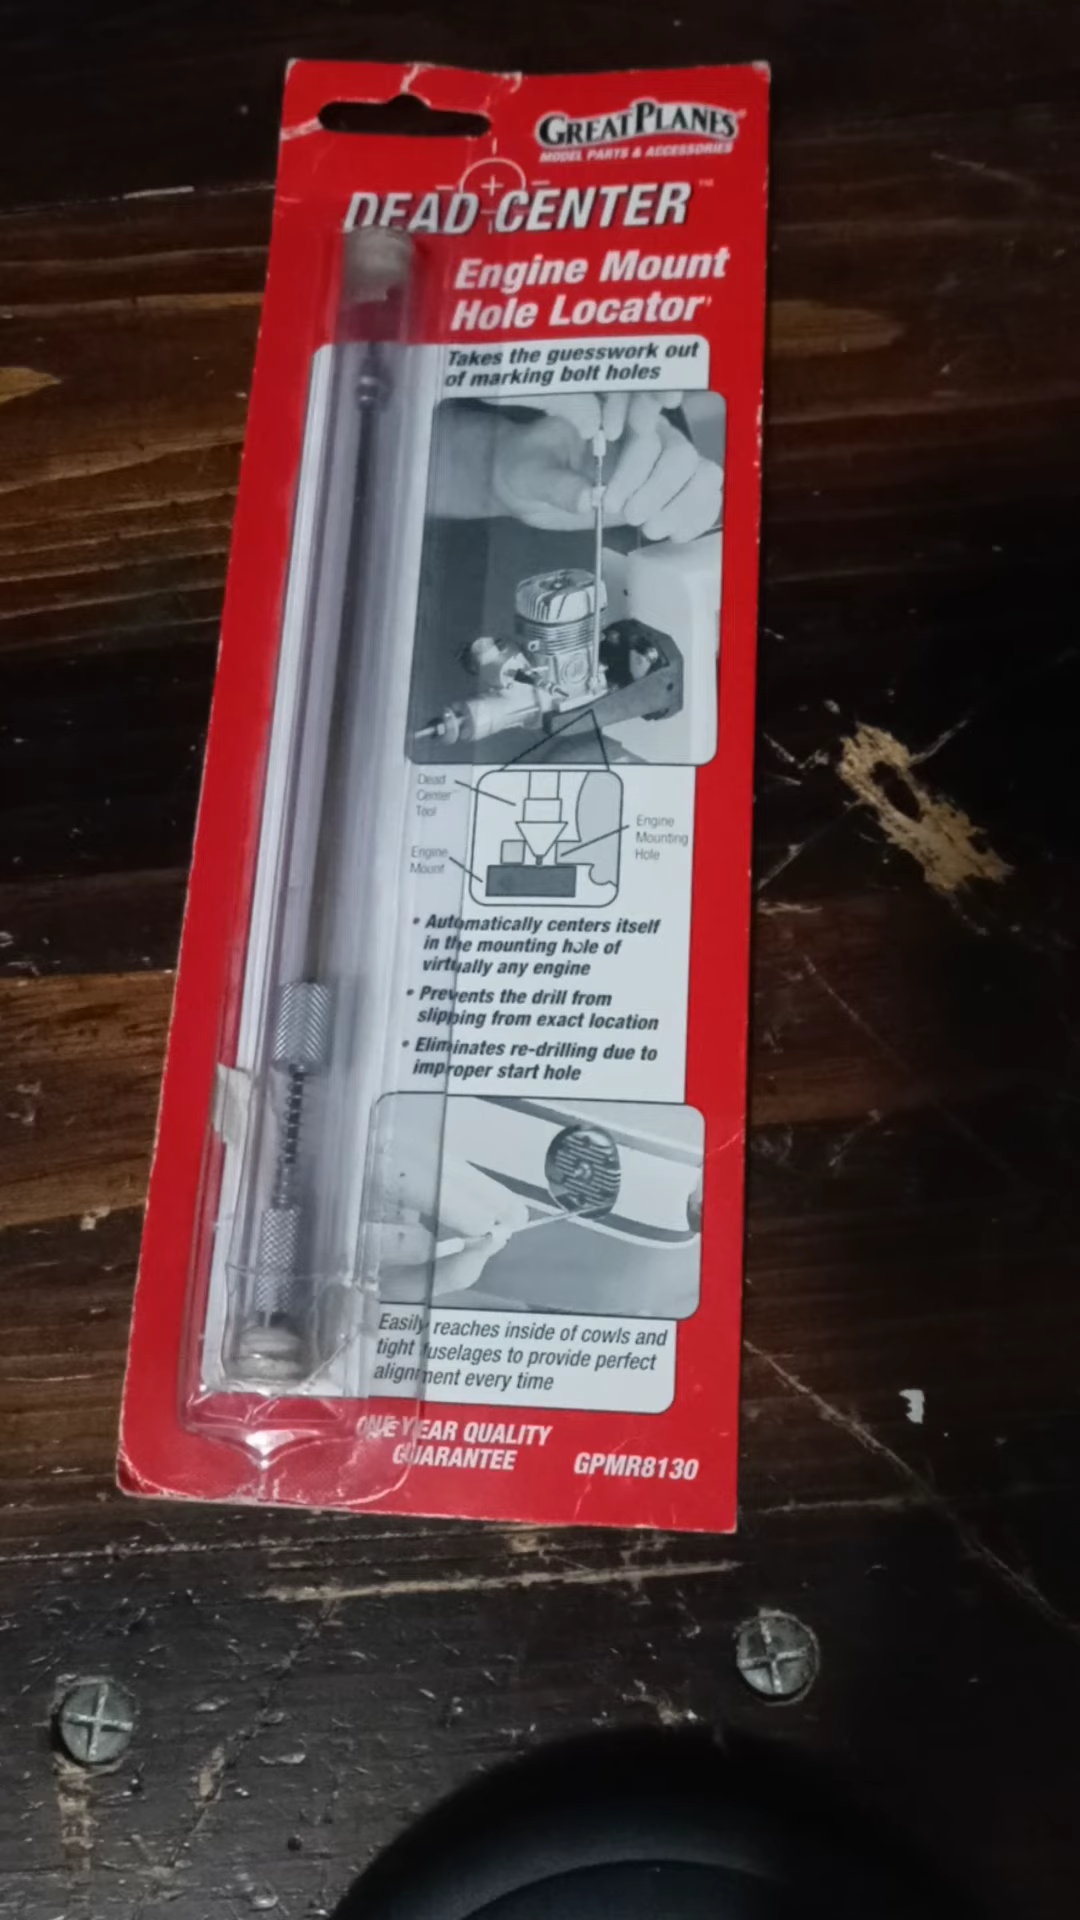 GREAT PLANES
MODEL PARTS & ACCESSORIES
DEAD CENTER™
Engine Mount
Hole Locator
Takes the guesswork out
of marking bolt holes
Dead
Center™
Tool
Engine
Mounting
Hole
Engine
Mount
• Automatically centers itself
in the mounting hole of
virtually any engine
• Prevents the drill from
slipping from exact location
• Eliminates re-drilling due to
improper start hole
Easily reaches inside of cowls and
tight fuselages to provide perfect
alignment every time
ONE YEAR QUALITY
GUARANTEE
GPMR8130